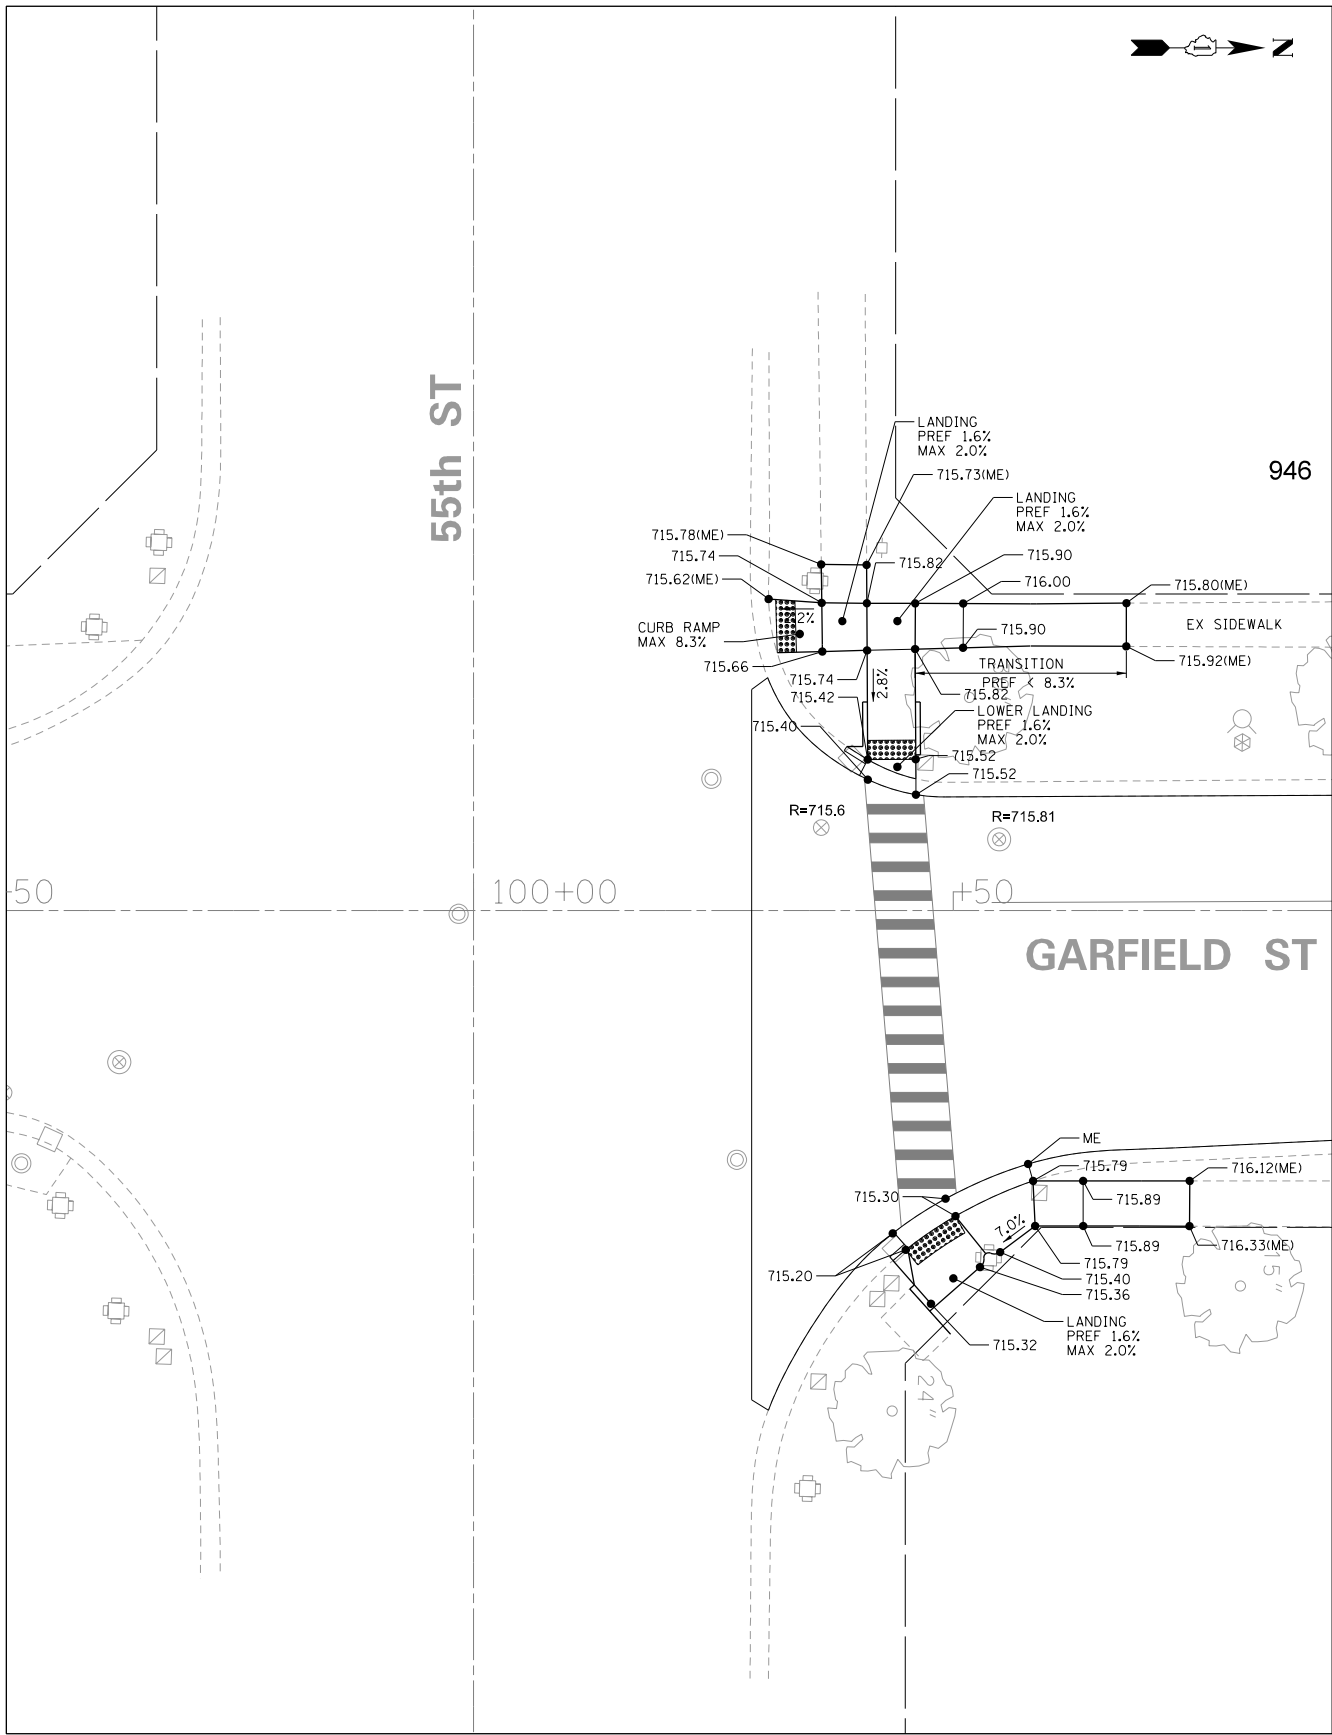 N
55th ST
LANDING
PREF 1.6%
MAX 2.0%
946
715.73(ME)
LANDING
PREF 1.6%
MAX 2.0%
715.78(ME)
715.74
715.62(ME)
715.82
715.90
716.00
715.80(ME)
CURB RAMP
MAX 8.3%
EX SIDEWALK
715.66
715.90
715.92(ME)
TRANSITION
PREF < 8.3%
715.74
715.42
2.8%
715.82
715.40
LOWER LANDING
PREF 1.6%
MAX 2.0%
715.52
715.52
R=715.6
R=715.81
-50
100+00
+50
GARFIELD ST
ME
715.79
716.12(ME)
715.30
715.89
7.0%
715.89
716.33(ME)
715.20
715.79
715.40
715.36
15"
LANDING
PREF 1.6%
MAX 2.0%
715.32
24"